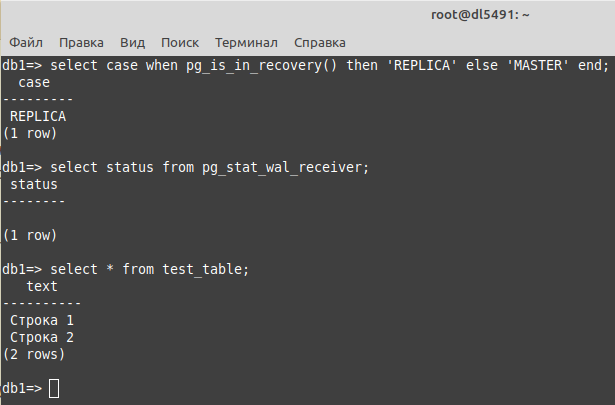 root@dl5491: ~
Файл Правка Вид Поиск Терминал Справка
db1=> select case when pg_is_in_recovery() then 'REPLICA' else 'MASTER' end;
  case
---------
 REPLICA
(1 row)

db1=> select status from pg_stat_wal_receiver;
 status
--------

(1 row)

db1=> select * from test_table;
   text
----------
 Строка 1
 Строка 2
(2 rows)

db1=>